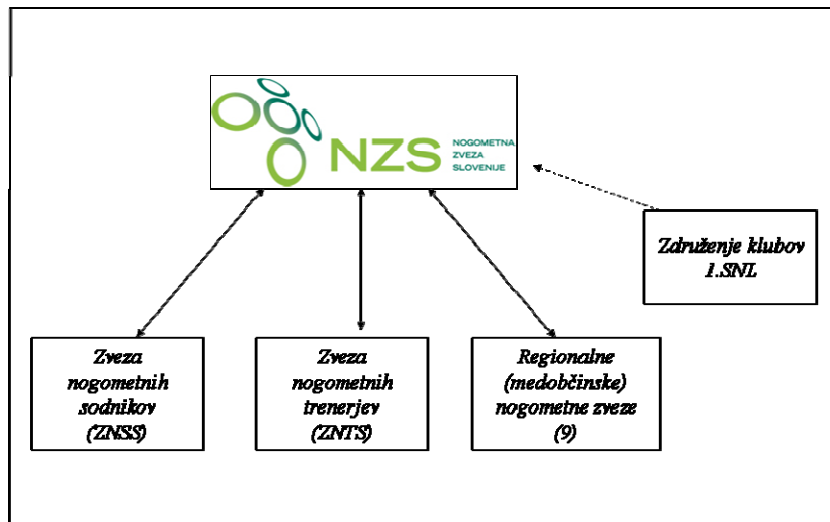 NZS
NOGOMETNA
ZVEZA
SLOVENIJE
Združenje klubov
1.SNL
Zveza
nogometnih
sodnikov
(ZNSS)
Zveza
nogometnih
trenerjev
(ZNTS)
Regionalne
(medobčinske)
nogometne zveze
(9)